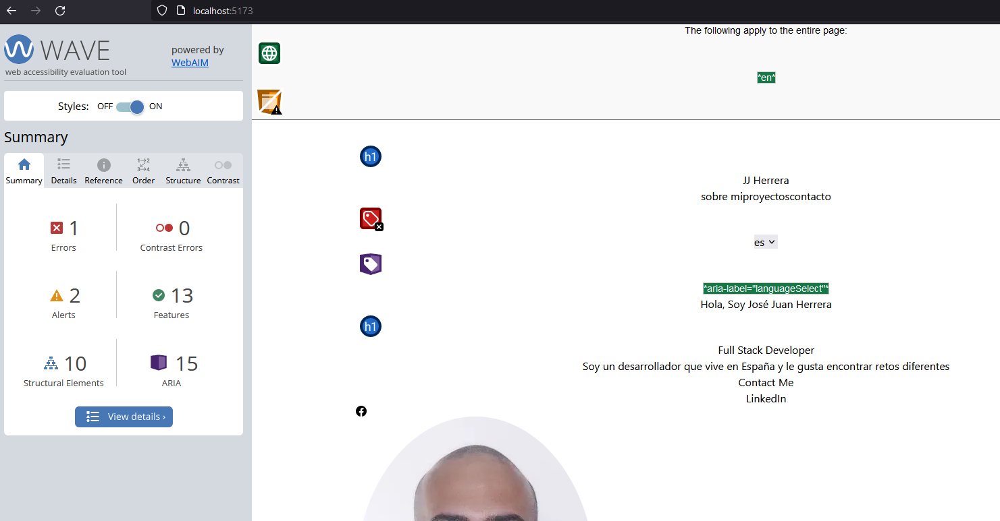 localhost:5173
WAVE
powered by
WebAIM
web accessibility evaluation tool
Styles: OFF ON
Summary
1→2
3→4
Summary Details Reference Order Structure Contrast
1 0
Errors Contrast Errors
2 13
Alerts Features
10 15
Structural Elements ARIA
View details ›
The following apply to the entire page:
*en*
h1
JJ Herrera
sobre miproyectoscontacto
es
*aria-label="languageSelect"*
Hola, Soy José Juan Herrera
h1
Full Stack Developer
Soy un desarrollador que vive en España y le gusta encontrar retos diferentes
Contact Me
LinkedIn